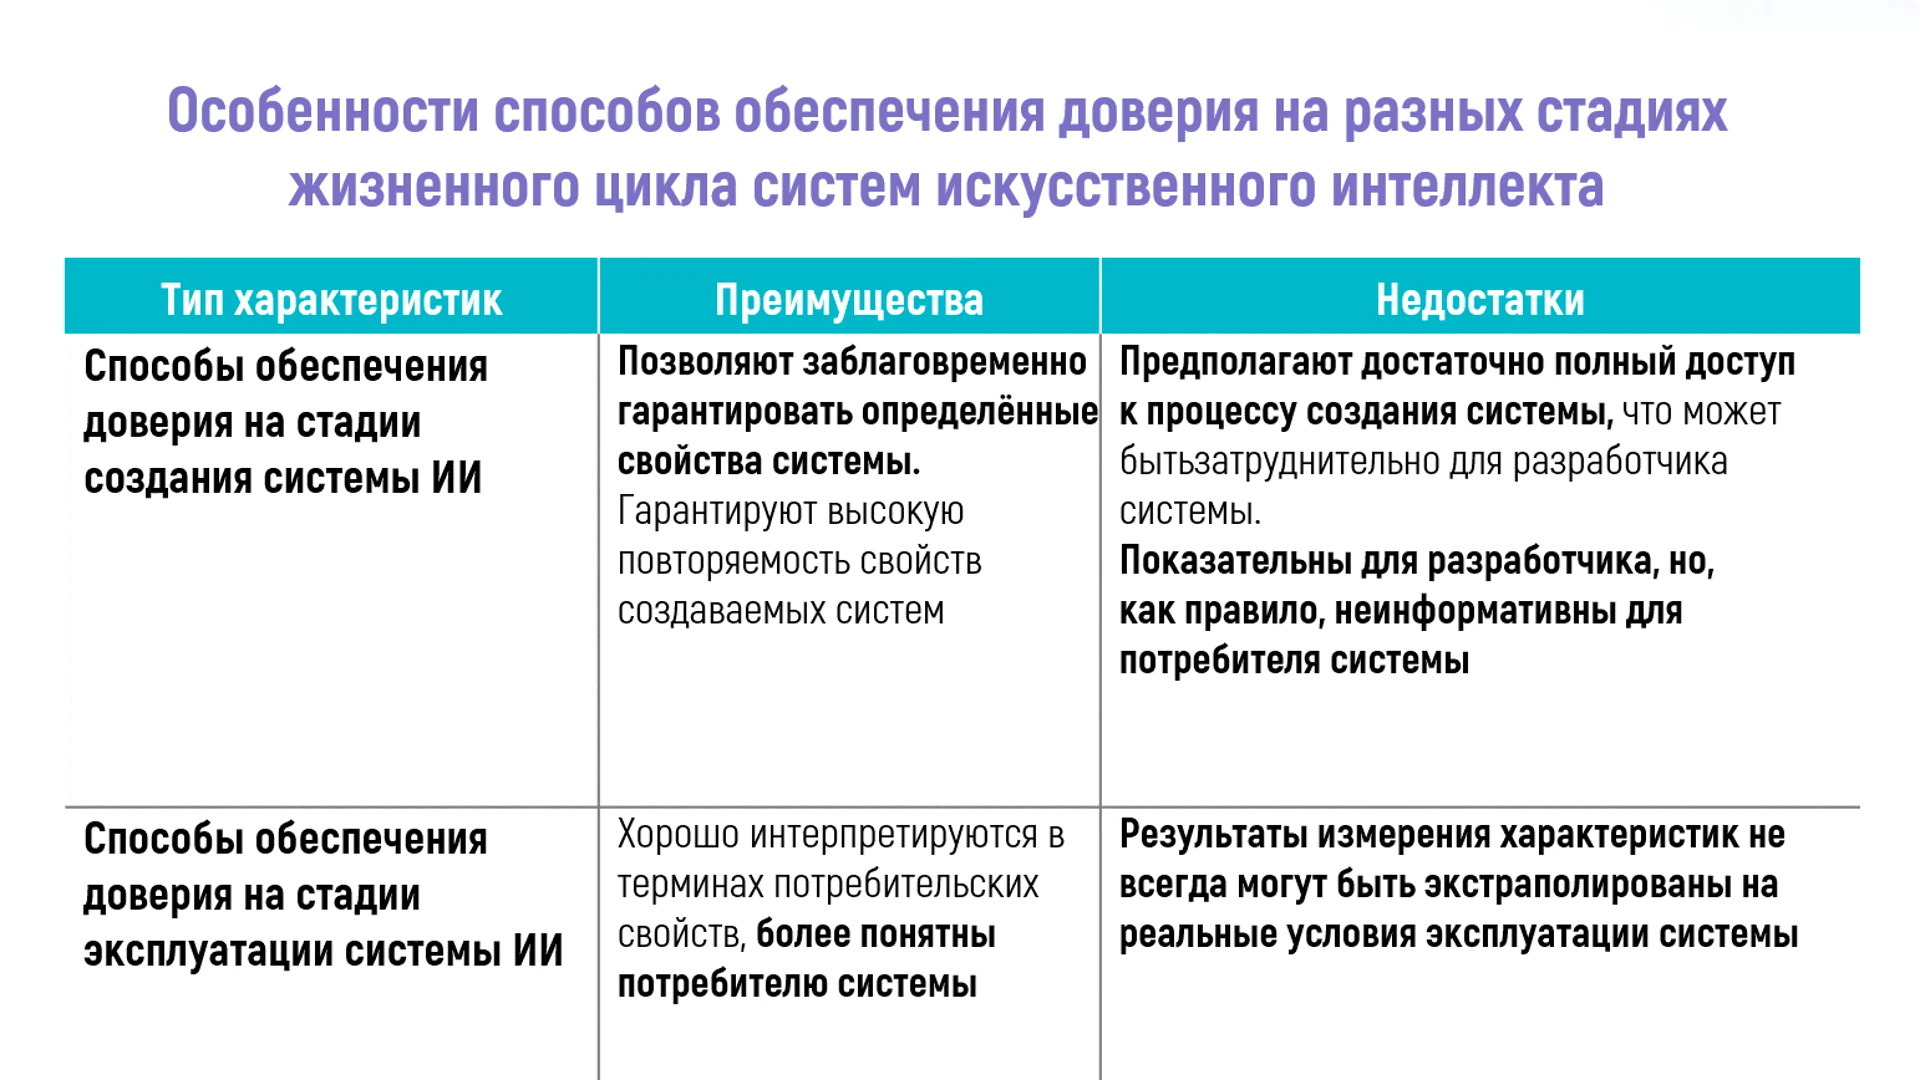 Особенности способов обеспечения доверия на разных стадиях
жизненного цикла систем искусственного интеллекта
Тип характеристик
Преимущества
Недостатки
Способы обеспечения
доверия на стадии
создания системы ИИ
Позволяют заблаговременно
гарантировать определённые
свойства системы.
Гарантируют высокую
повторяемость свойств
создаваемых систем
Предполагают достаточно полный доступ
к процессу создания системы, что может
бытьзатруднительно для разработчика
системы.
Показательны для разработчика, но,
как правило, неинформативны для
потребителя системы
Способы обеспечения
доверия на стадии
эксплуатации системы ИИ
Хорошо интерпретируются в
терминах потребительских
свойств, более понятны
потребителю системы
Результаты измерения характеристик не
всегда могут быть экстраполированы на
реальные условия эксплуатации системы